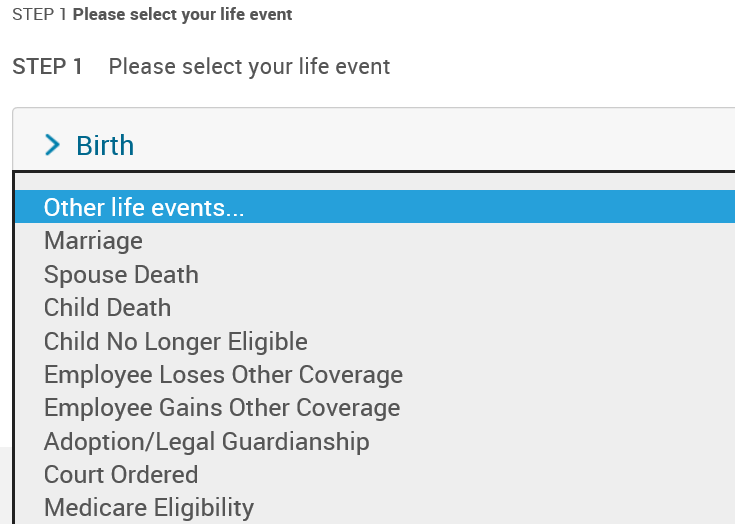 STEP 1 Please select your life event
STEP 1 Please select your life event
Birth
Other life events...
Marriage
Spouse Death
Child Death
Child No Longer Eligible
Employee Loses Other Coverage
Employee Gains Other Coverage
Adoption/Legal Guardianship
Court Ordered
Medicare Eligibility